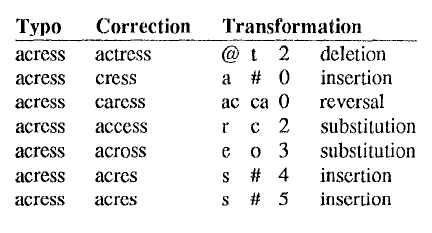 Typo Correction Transformation
acress actress @ t 2 deletion
acress cress a # 0 insertion
acress caress ac ca 0 reversal
acress access r c 2 substitution
acress across e o 3 substitution
acress acres s # 4 insertion
acress acres s # 5 insertion